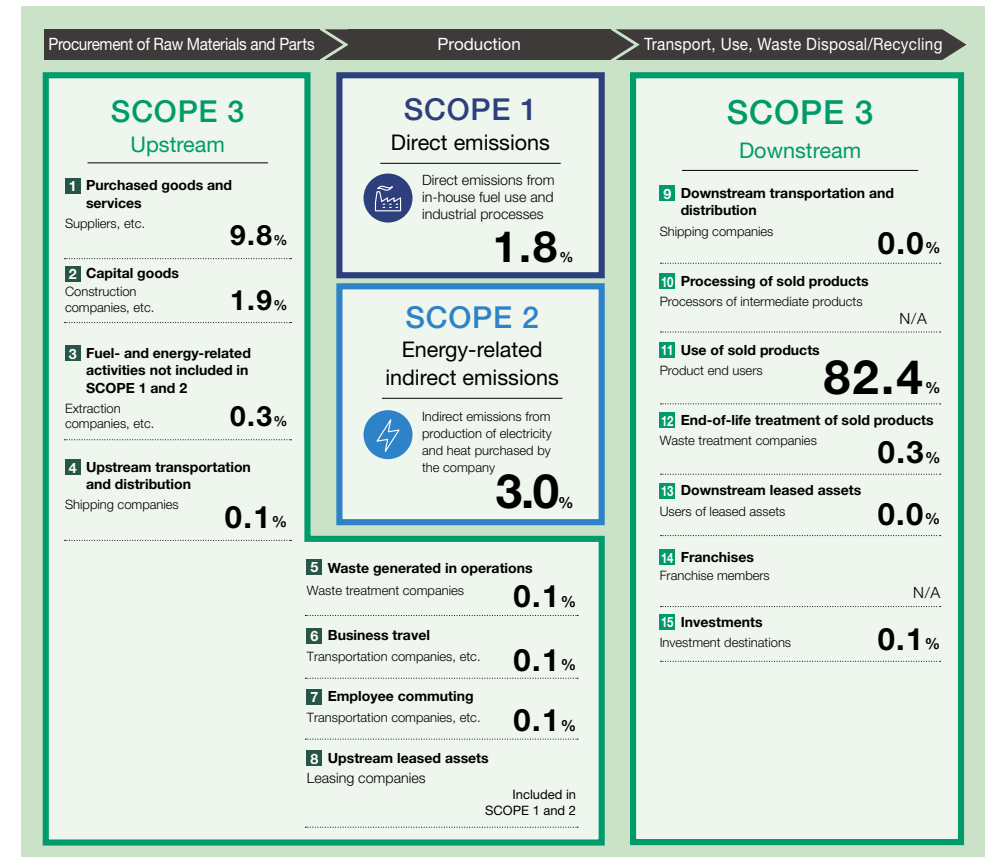 Procurement of Raw Materials and Parts
Production
Transport, Use, Waste Disposal/Recycling
SCOPE 3
Upstream
1 Purchased goods and
services
Suppliers, etc.
9.8%
2 Capital goods
Construction
companies, etc.
1.9%
3 Fuel- and energy-related
activities not included in
SCOPE 1 and 2
Extraction
companies, etc.
0.3%
4 Upstream transportation
and distribution
Shipping companies
0.1%
SCOPE 1
Direct emissions
Direct emissions from
in-house fuel use and
industrial processes
1.8%
SCOPE 2
Energy-related
indirect emissions
Indirect emissions from
production of electricity
and heat purchased by
the company
3.0%
5 Waste generated in operations
Waste treatment companies
0.1%
6 Business travel
Transportation companies, etc.
0.1%
7 Employee commuting
Transportation companies, etc.
0.1%
8 Upstream leased assets
Leasing companies
Included in
SCOPE 1 and 2
SCOPE 3
Downstream
9 Downstream transportation and
distribution
Shipping companies
0.0%
10 Processing of sold products
Processors of intermediate products
N/A
11 Use of sold products
Product end users
82.4%
12 End-of-life treatment of sold products
Waste treatment companies
0.3%
13 Downstream leased assets
Users of leased assets
0.0%
14 Franchises
Franchise members
N/A
15 Investments
Investment destinations
0.1%